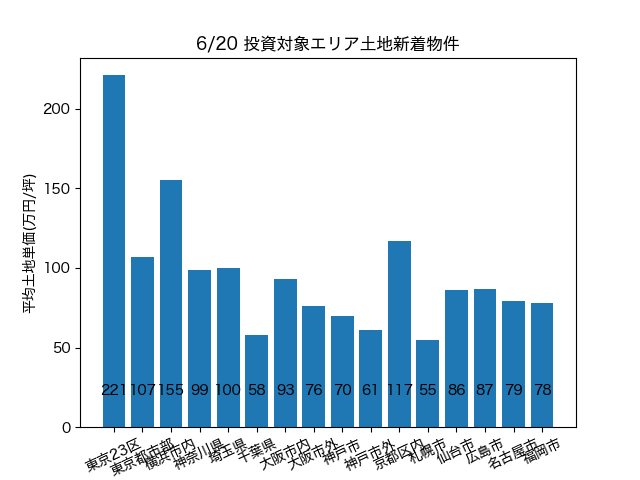 6/20 投資対象エリア土地新着物件
平均土地単価(万円/坪)
200
150
100
50
0
221 107 155 99 100 58 93 76 70 61 117 55 86 87 79 78
東京23区
東京都市部
横浜市内
神奈川県
埼玉県
千葉県
大阪市内
大阪市外
神戸市
神戸市外
京都区内
札幌市
仙台市
広島市
名古屋市
福岡市